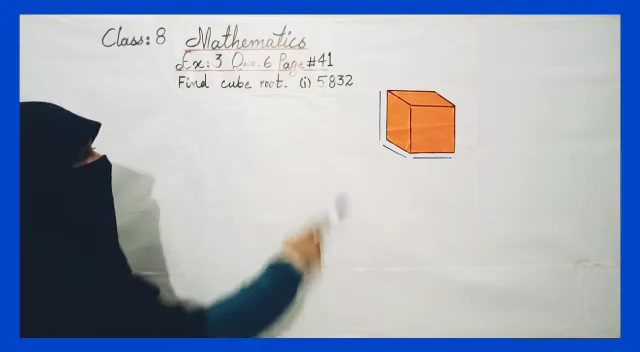 Class: 8 Mathematics
Ex: 3 Q no. 6 Page #41
Find cube root. (i) 5832